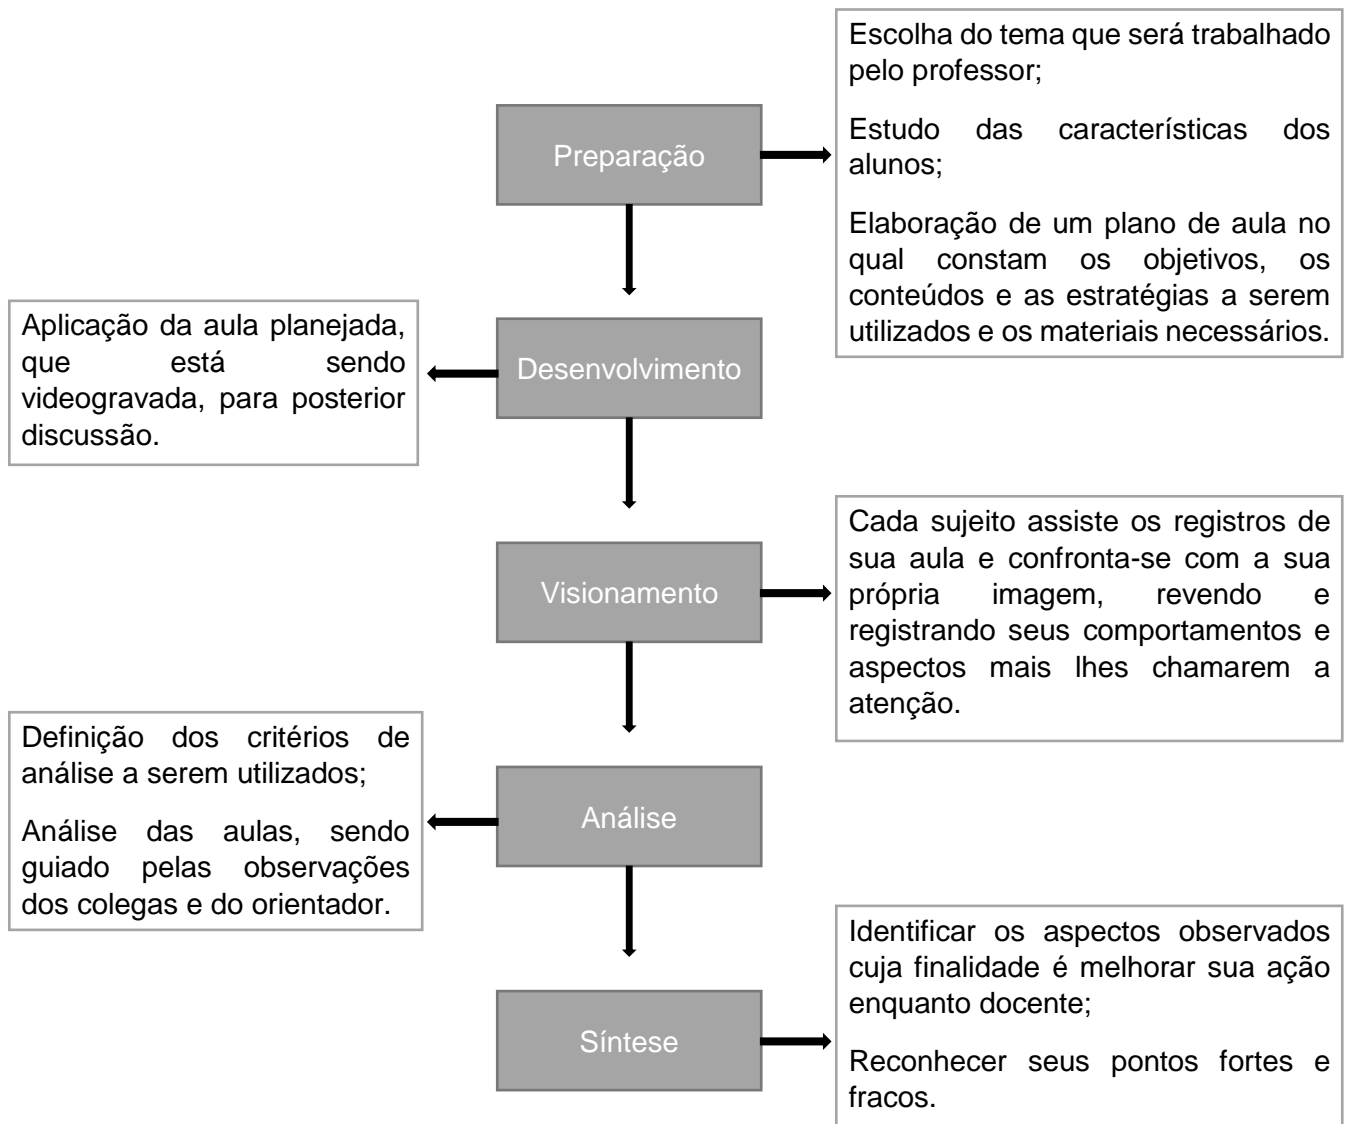 Preparação
Escolha do tema que será trabalhado
pelo professor;
Estudo das características dos
alunos;
Elaboração de um plano de aula no
qual constam os objetivos, os
conteúdos e as estratégias a serem
utilizados e os materiais necessários.
Desenvolvimento
Aplicação da aula planejada,
que está sendo
videogravada, para posterior
discussão.
Visionamento
Cada sujeito assiste os registros de
sua aula e confronta-se com a sua
própria imagem, revendo e
registrando seus comportamentos e
aspectos mais lhes chamarem a
atenção.
Análise
Definição dos critérios de
análise a serem utilizados;
Análise das aulas, sendo
guiado pelas observações
dos colegas e do orientador.
Síntese
Identificar os aspectos observados
cuja finalidade é melhorar sua ação
enquanto docente;
Reconhecer seus pontos fortes e
fracos.